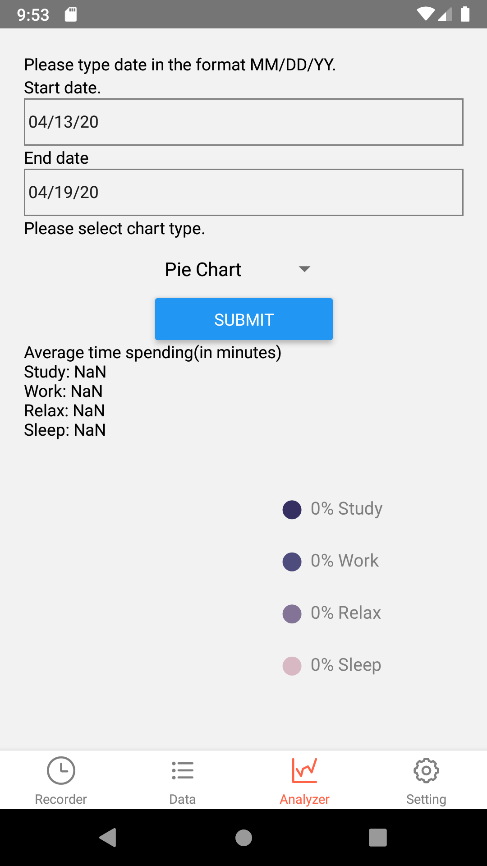 9:53
Please type date in the format MM/DD/YY.
Start date.
04/13/20
End date
04/19/20
Please select chart type.
Pie Chart
SUBMIT
Average time spending(in minutes)
Study: NaN
Work: NaN
Relax: NaN
Sleep: NaN
0% Study
0% Work
0% Relax
0% Sleep
Recorder Data Analyzer Setting